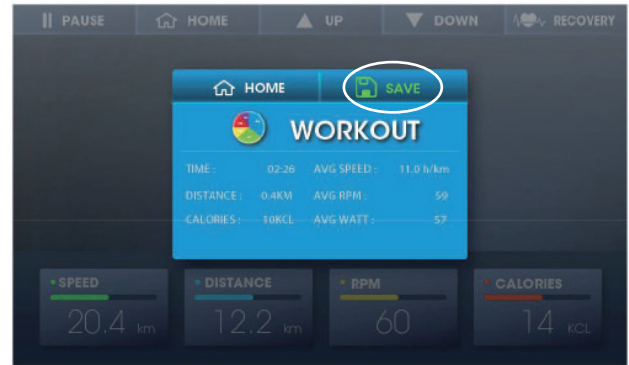 PAUSE HOME UP DOWN RECOVERY
HOME SAVE
WORKOUT
TIME : 02:26 AVG SPEED : 11.0 h/km
DISTANCE : 0.4KM AVG RPM : 59
CALORIES : 10KCL AVG WATT : 57
SPEED DISTANCE RPM CALORIES
20.4 km 12.2 km 60 14 KCL